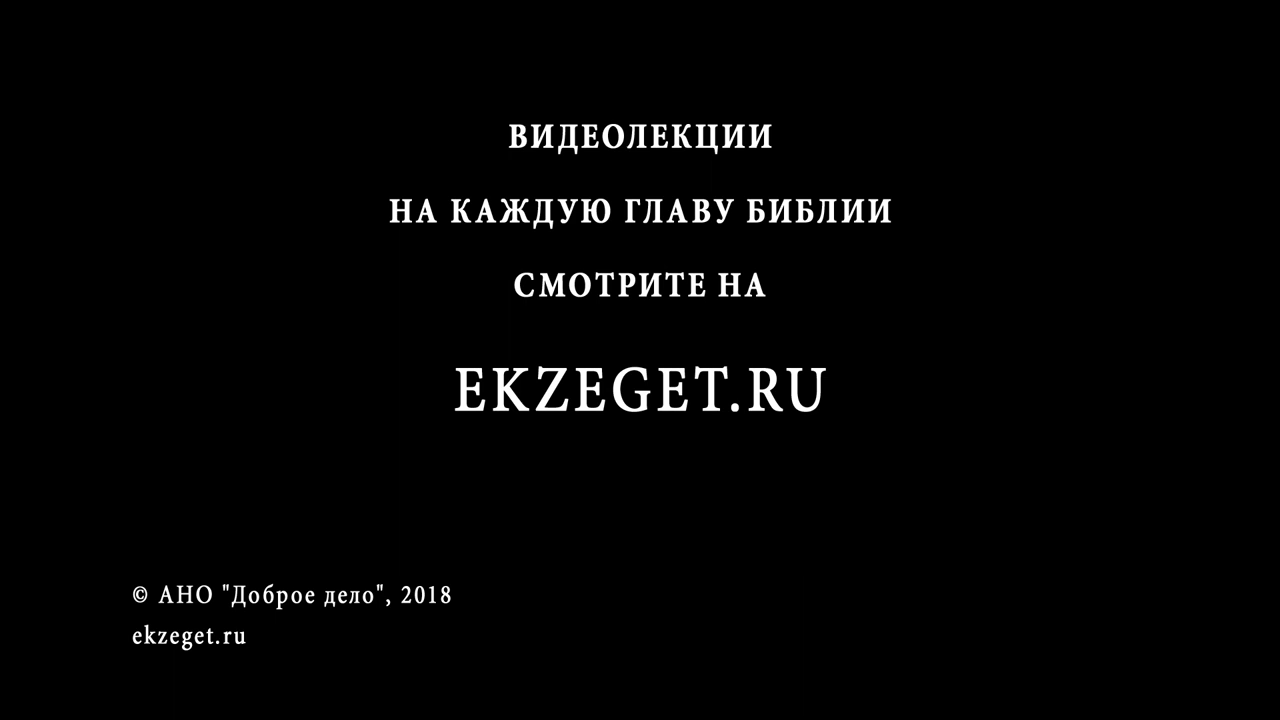 ВИДЕОЛЕКЦИИ
НА КАЖДУЮ ГЛАВУ БИБЛИИ
СМОТРИТЕ НА
EKZEGET.RU
© АНО "Доброе дело", 2018
ekzeget.ru